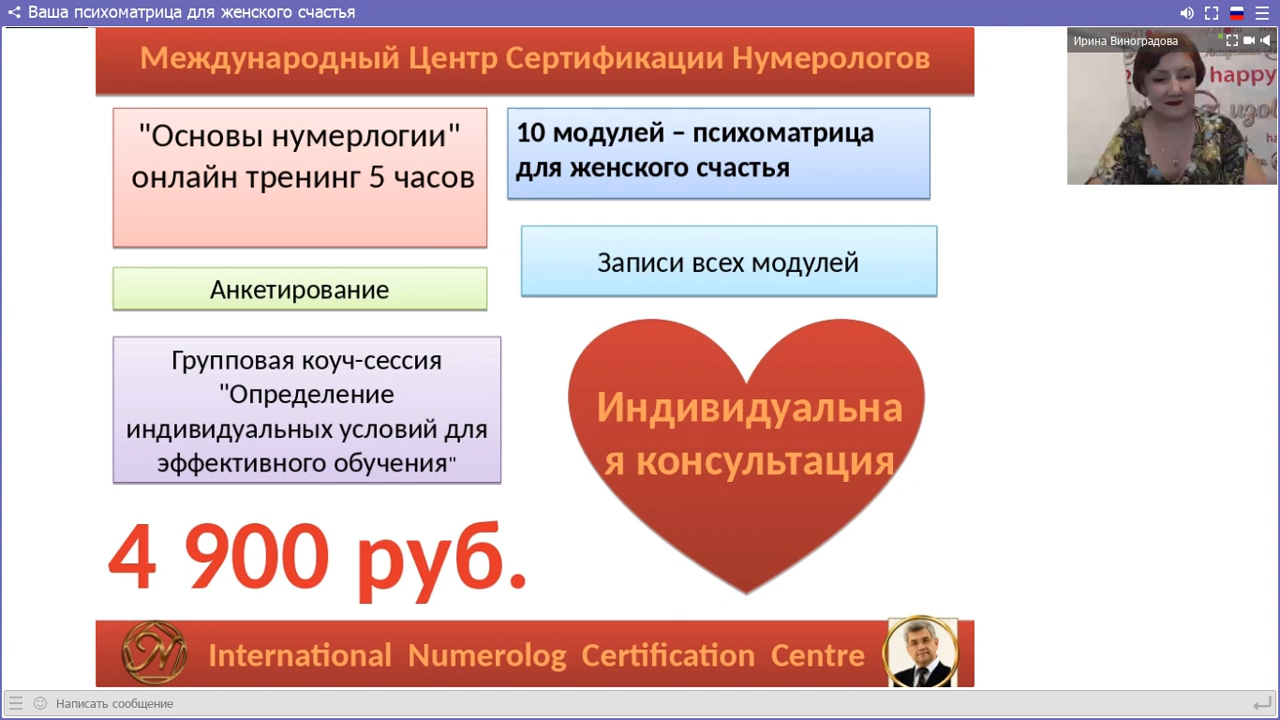 Ваша психоматрица для женского счастья
Международный Центр Сертификации Нумерологов
Ирина Виноградова
happy
"Основы нумерлогии"
онлайн тренинг 5 часов
10 модулей – психоматрица
для женского счастья
Записи всех модулей
Анкетирование
Групповая коуч-сессия
"Определение
индивидуальных условий для
эффективного обучения"
Индивидуальна
я консультация
4 900 руб.
International Numerolog Certification Centre
Написать сообщение